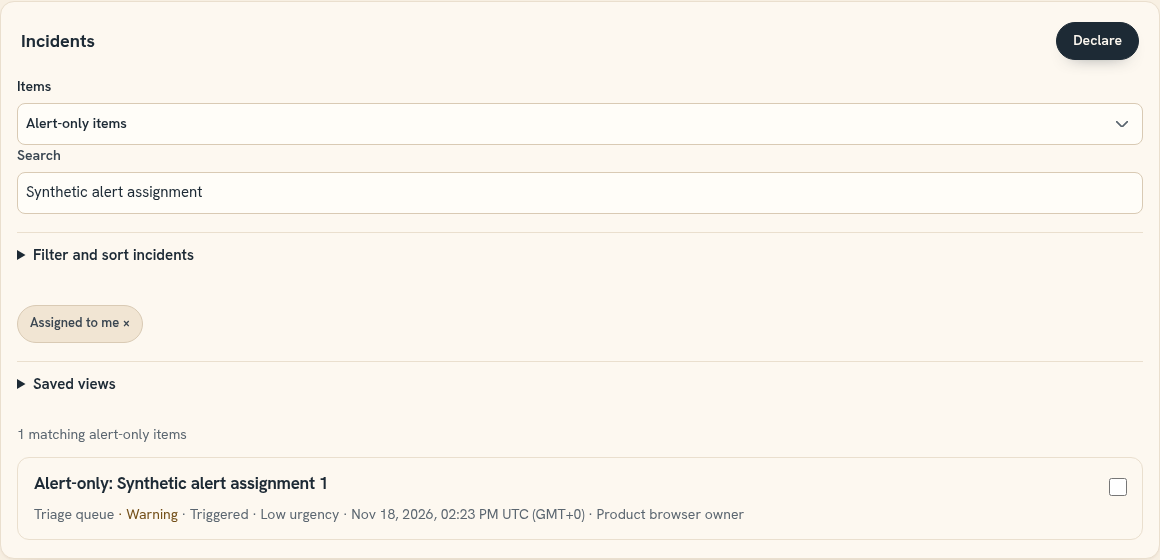 Incidents
Declare
Items
Alert-only items
Search
Synthetic alert assignment
Filter and sort incidents
Assigned to me ×
Saved views
1 matching alert-only items
Alert-only: Synthetic alert assignment 1
Triage queue · Warning · Triggered · Low urgency · Nov 18, 2026, 02:23 PM UTC (GMT+0) · Product browser owner